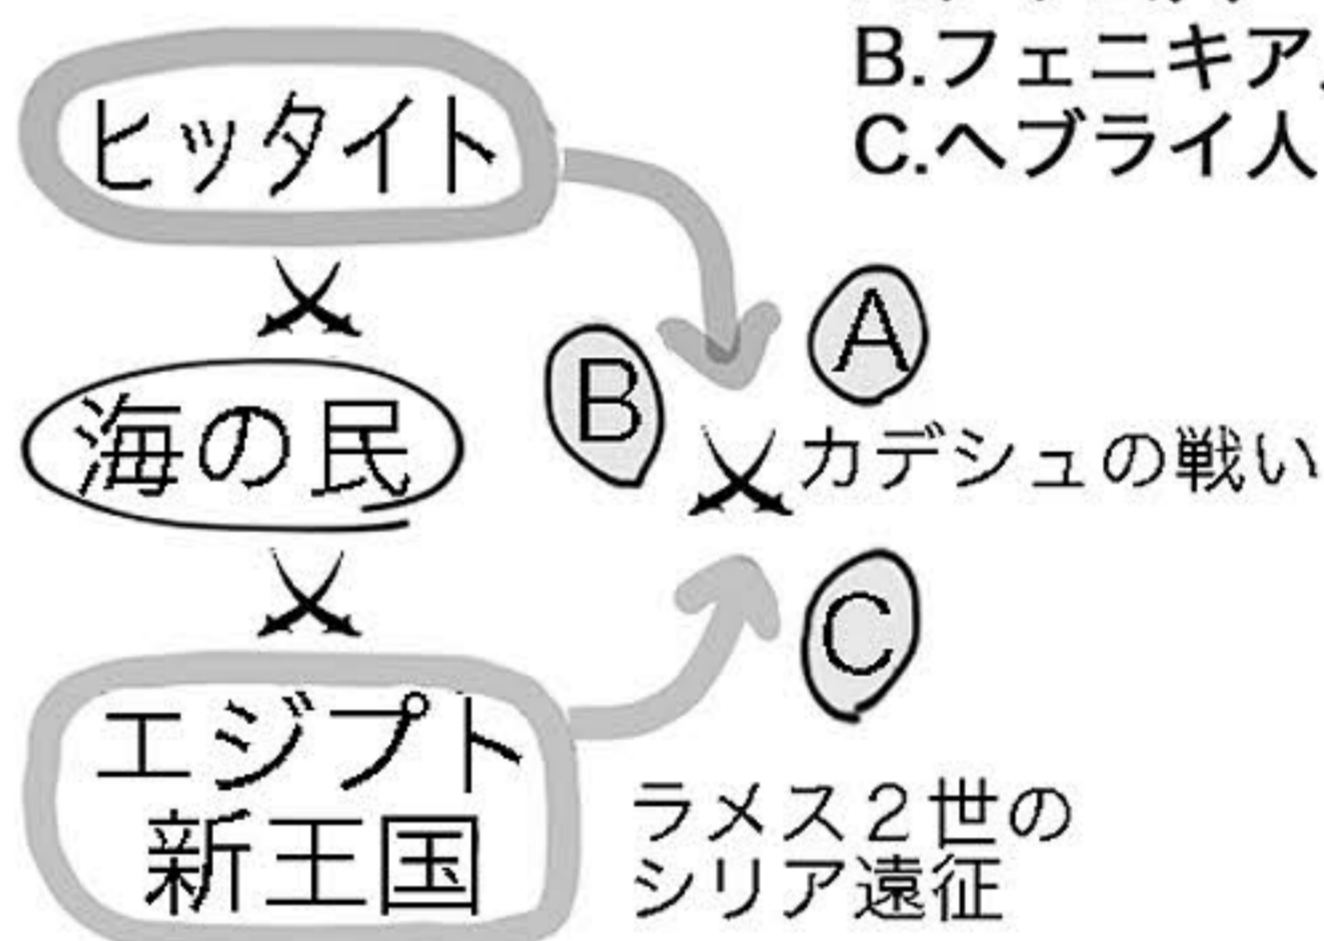 B.フェニキア
C.ヘブライ人
ヒッタイト
A
B
海の民
カデシュの戦い
C
エジプト
新王国
ラメス2世の
シリア遠征